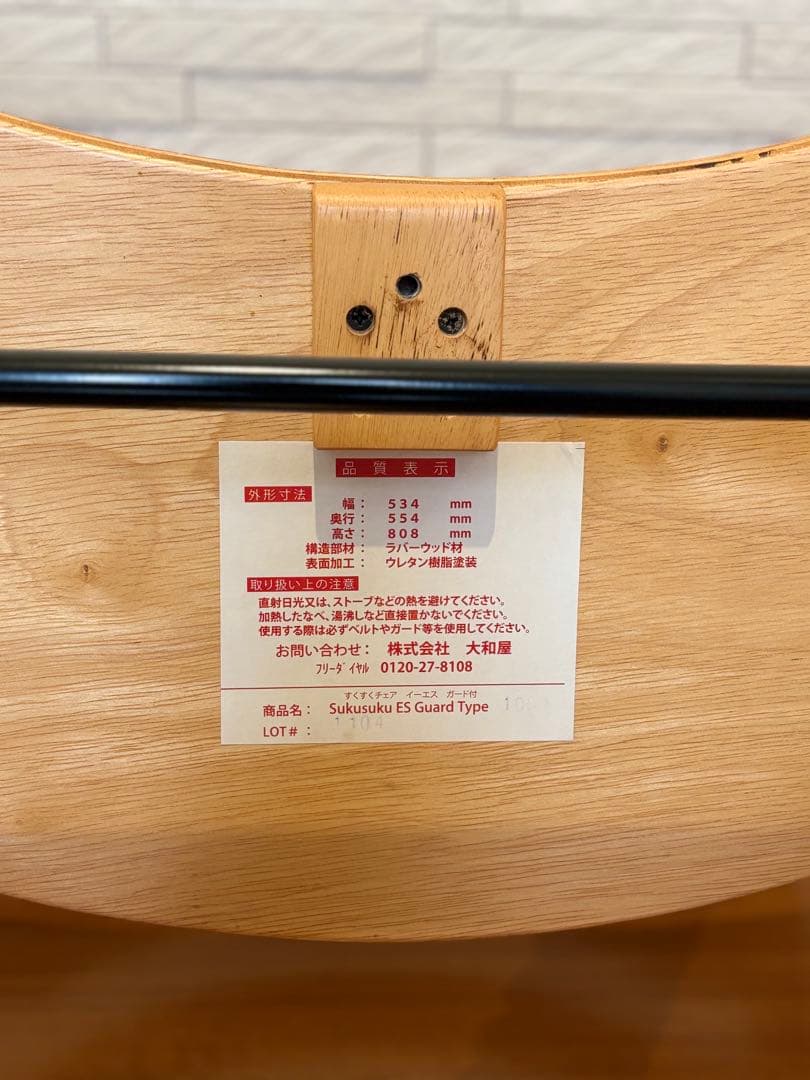 品質表示
外形寸法
幅： 534 mm
奥行： 554 mm
高さ： 808 mm
構造部材： ラバーウッド材
表面加工： ウレタン樹脂塗装
取り扱い上の注意
直射日光又は、ストーブなどの熱を避けてください。
加熱したなべ、湯沸しなど直接置かないでください。
使用する際は必ずベルトやガード等を使用してください。
お問い合わせ： 株式会社 大和屋
フリーダイヤル 0120-27-8108
すくすくチェア イーエス ガード付
商品名： Sukusuku ES Guard Type
LOT＃： 1104